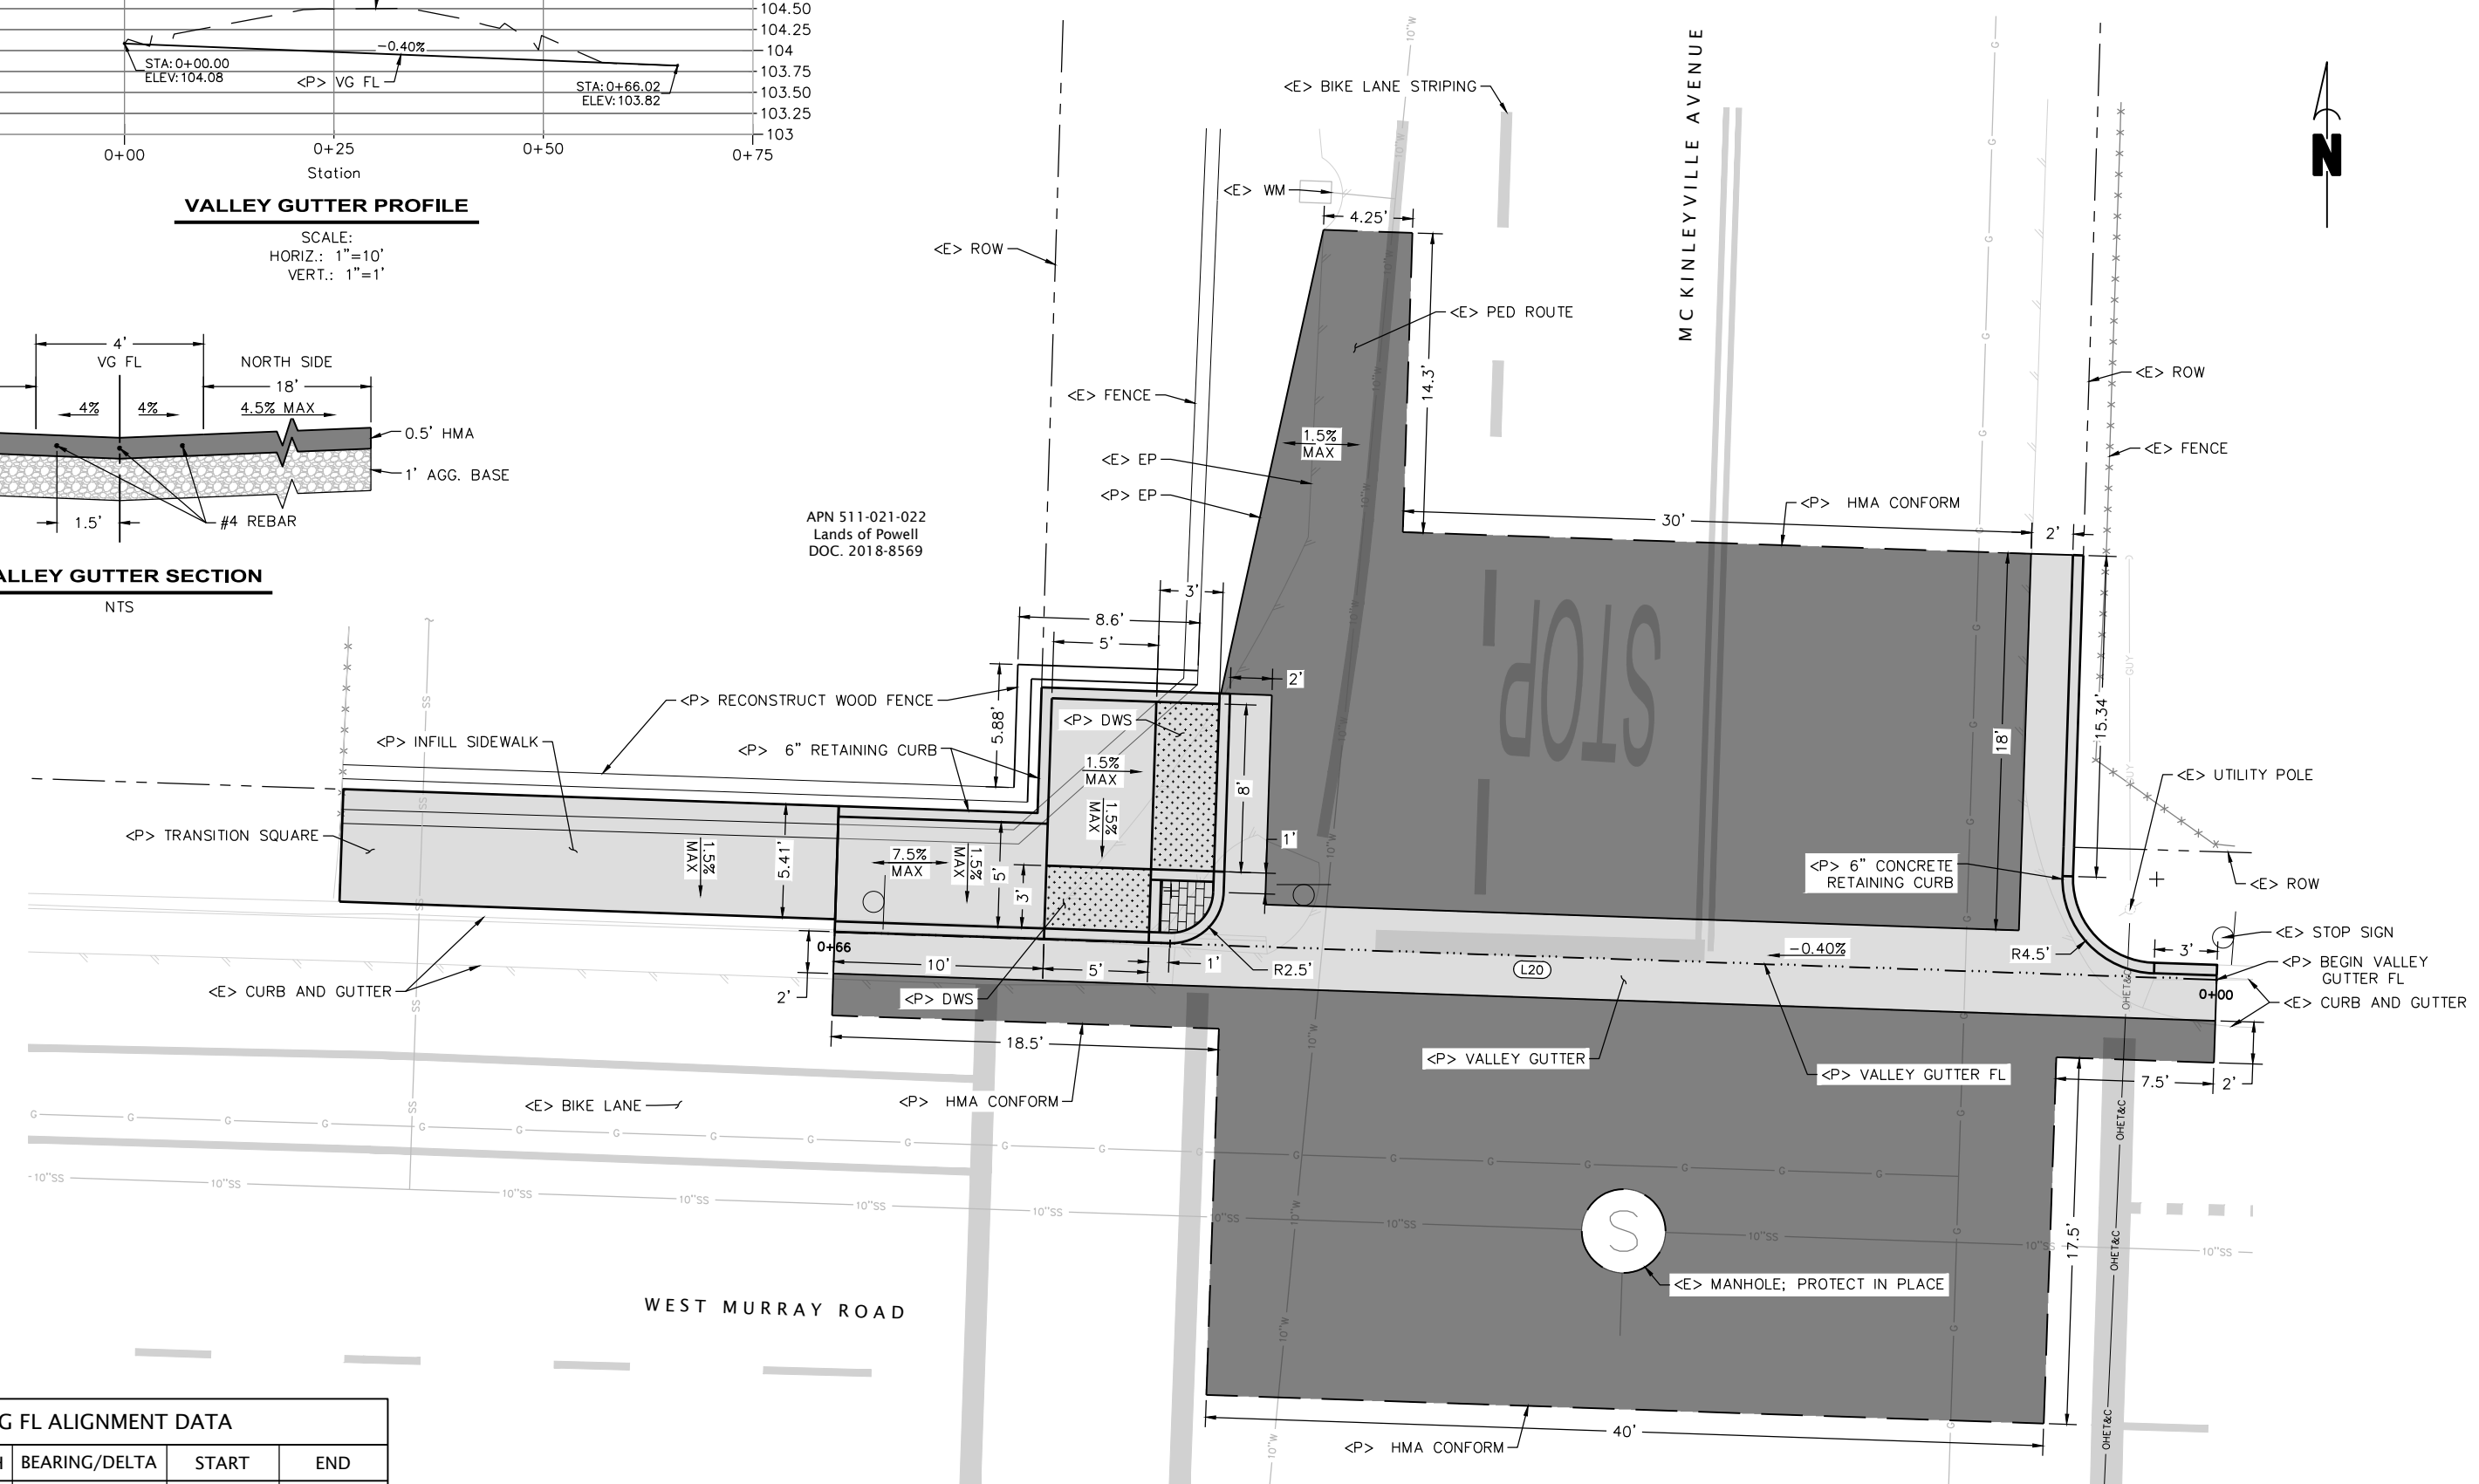 104.50
104.25
104
103.75
103.50
103.25
103
-0.40%
STA: 0+00.00
ELEV: 104.08
<P> VG FL
STA: 0+66.02
ELEV: 103.82
0+00
0+25
0+50
0+75
Station
VALLEY GUTTER PROFILE
SCALE:
HORIZ.: 1"=10'
VERT.: 1"=1'
4'
VG FL
NORTH SIDE
18'
4%
4%
4.5% MAX
0.5' HMA
1' AGG. BASE
1.5'
#4 REBAR
ALLEY GUTTER SECTION
NTS
<E> ROW
<E> BIKE LANE STRIPING
<E> WM
4.25'
10"W
MC KINLEYVILLE AVENUE
N
<E> PED ROUTE
14.3'
<E> FENCE
1.5%
MAX
<E> EP
<P> EP
<E> ROW
<E> FENCE
30'
<P> HMA CONFORM
2'
APN 511-021-022
Lands of Powell
DOC. 2018-8569
3'
8.6'
5'
5.88'
2'
<P> RECONSTRUCT WOOD FENCE
<P> DWS
<P> INFILL SIDEWALK
<P> 6" RETAINING CURB
1.5%
MAX
1.5%
MAX
8'
STOP
18'
15.34'
GUY
GUY
<E> UTILITY POLE
<P> TRANSITION SQUARE
1.5%
MAX
5.41'
7.5%
MAX
1.5%
MAX
5'
3'
1'
<P> 6" CONCRETE
RETAINING CURB
<E> ROW
0+66
10'
5'
1'
R2.5'
L20
-0.40%
R4.5'
3'
<E> STOP SIGN
<P> BEGIN VALLEY
GUTTER FL
0+00
<E> CURB AND GUTTER
<E> CURB AND GUTTER
2'
<P> DWS
18.5'
<P> VALLEY GUTTER
<P> VALLEY GUTTER FL
7.5'
2'
<E> BIKE LANE
<P> HMA CONFORM
G
SS
10"SS
OHET&C
17.5'
S
<E> MANHOLE; PROTECT IN PLACE
WEST MURRAY ROAD
40'
<P> HMA CONFORM
G FL ALIGNMENT DATA
H BEARING/DELTA START END